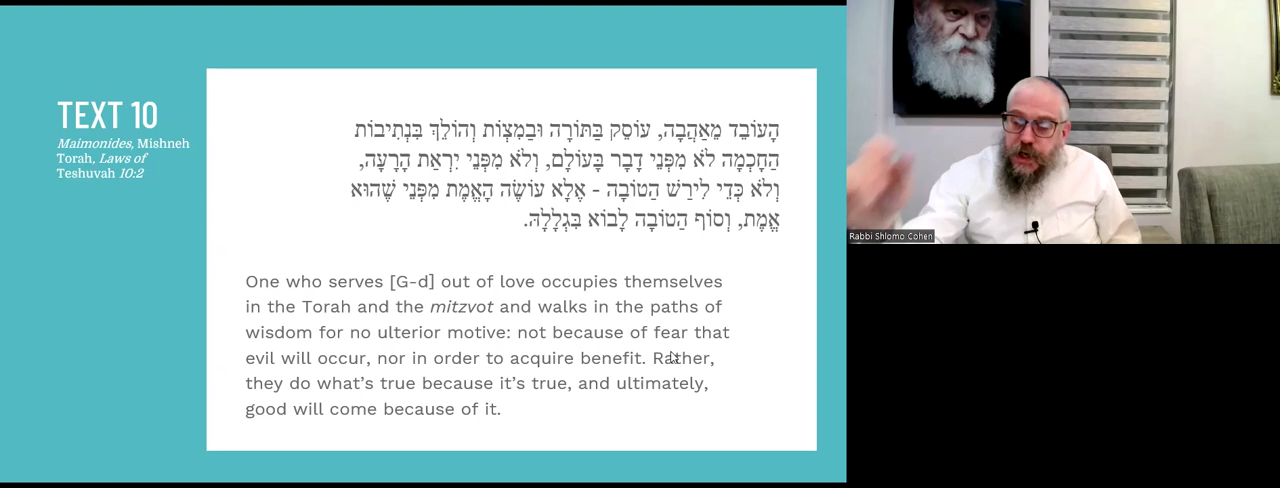 TEXT 10
Maimonides, Mishneh
Torah, Laws of
Teshuvah 10:2
הָעוֹבֵד מֵאַהֲבָה, עוֹסֵק בַּתּוֹרָה וּבַמִצְוֹת וְהוֹלֵךְ בִּנְתִיבוֹת
הַחָכְמָה לֹא מִפְּנֵי דָבָר בָּעוֹלָם, וְלֹא מִפְּנֵי יִרְאַת הָרָעָה,
וְלֹא כְּדֵי לִירַשׁ הַטוֹבָה - אֶלָא עוֹשֶׂה הָאֱמֶת מִפְּנֵי שֶׁהוּא
אֱמֶת, וְסוֹף הַטוֹבָה לָבוֹא בִּגְלָלָהּ.
One who serves [G-d] out of love occupies themselves
in the Torah and the mitzvot and walks in the paths of
wisdom for no ulterior motive: not because of fear that
evil will occur, nor in order to acquire benefit. Rather,
they do what's true because it's true, and ultimately,
good will come because of it.
Rabbi Shlomo Cohen